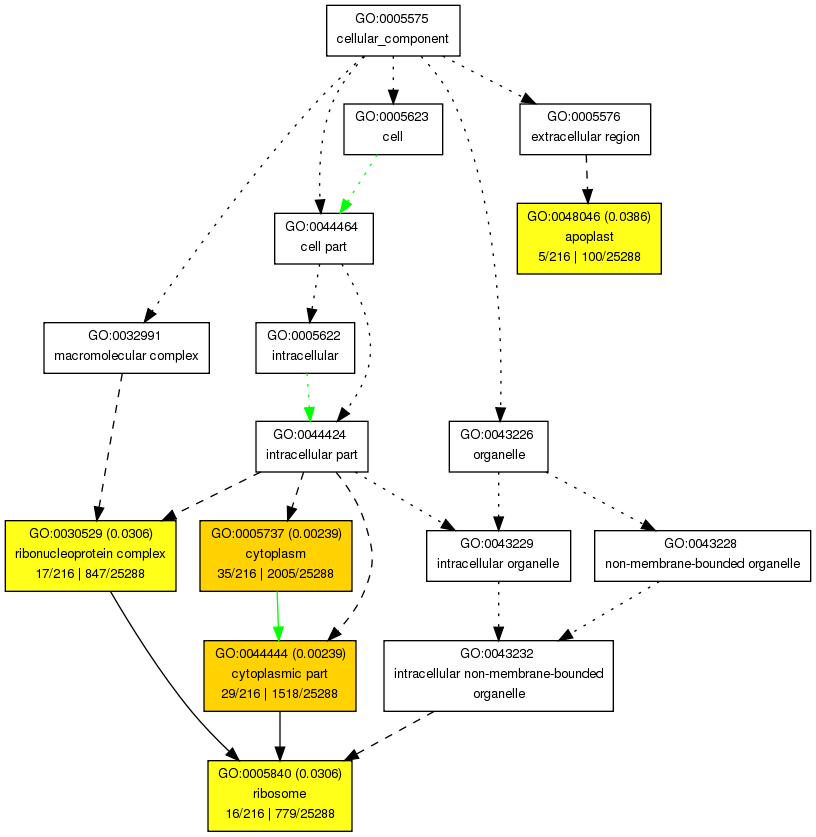 GO:0005575
cellular_component
GO:0005623
cell
GO:0005576
extracellular region
GO:0044464
cell part
GO:0048046 (0.0386)
apoplast
5/216 | 100/25288
GO:0032991
macromolecular complex
GO:0005622
intracellular
GO:0044424
intracellular part
GO:0043226
organelle
GO:0030529 (0.0306)
ribonucleoprotein complex
17/216 | 847/25288
GO:0005737 (0.00239)
cytoplasm
35/216 | 2005/25288
GO:0043229
intracellular organelle
GO:0043228
non-membrane-bounded organelle
GO:0044444 (0.00239)
cytoplasmic part
29/216 | 1518/25288
GO:0043232
intracellular non-membrane-bounded
organelle
GO:0005840 (0.0306)
ribosome
16/216 | 779/25288